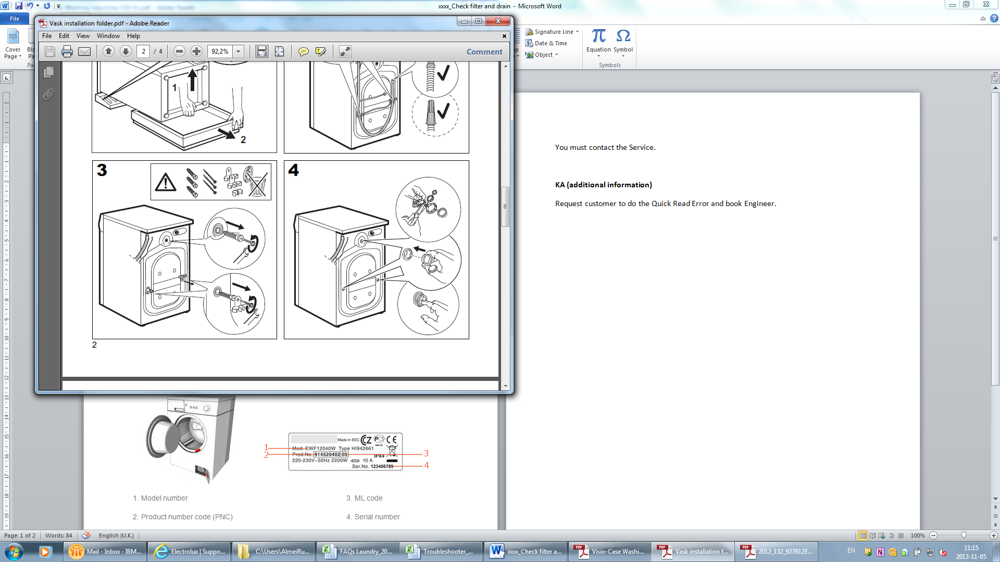 xxxx_Check filter and drain - Microsoft Word
File
Vask installation folder.pdf - Adobe Reader
File Edit View Window Help
2 / 4 92,2% Comment
Cover Page
Signature Line
Date & Time
Object
Equation Symbol
Symbols
1
2
3
4
2
You must contact the Service.
KA (additional information)
Request customer to do the Quick Read Error and book Engineer.
Made in EEC
Mod. EWF12040W Type HI942661
Prod.No. 914520402 05
IPX4
220-230V~50Hz 2200W 10 A
Ser.No. 123456789
1
2
3
4
1. Model number
3. ML code
2. Product number code (PNC)
4. Serial number
Page: 1 of 2 Words: 84 English (U.K.) 100%
Mail - Inbox - IBM... Electrolux | Suppo... C:\Users\AlmeiRu... FAQs Laundry_20... Troubleshooter_... xxxx_Check filter a... Visio-Case Washi... Vask installation f... 2012_132_927612E...
EN
11:15
2013-11-05